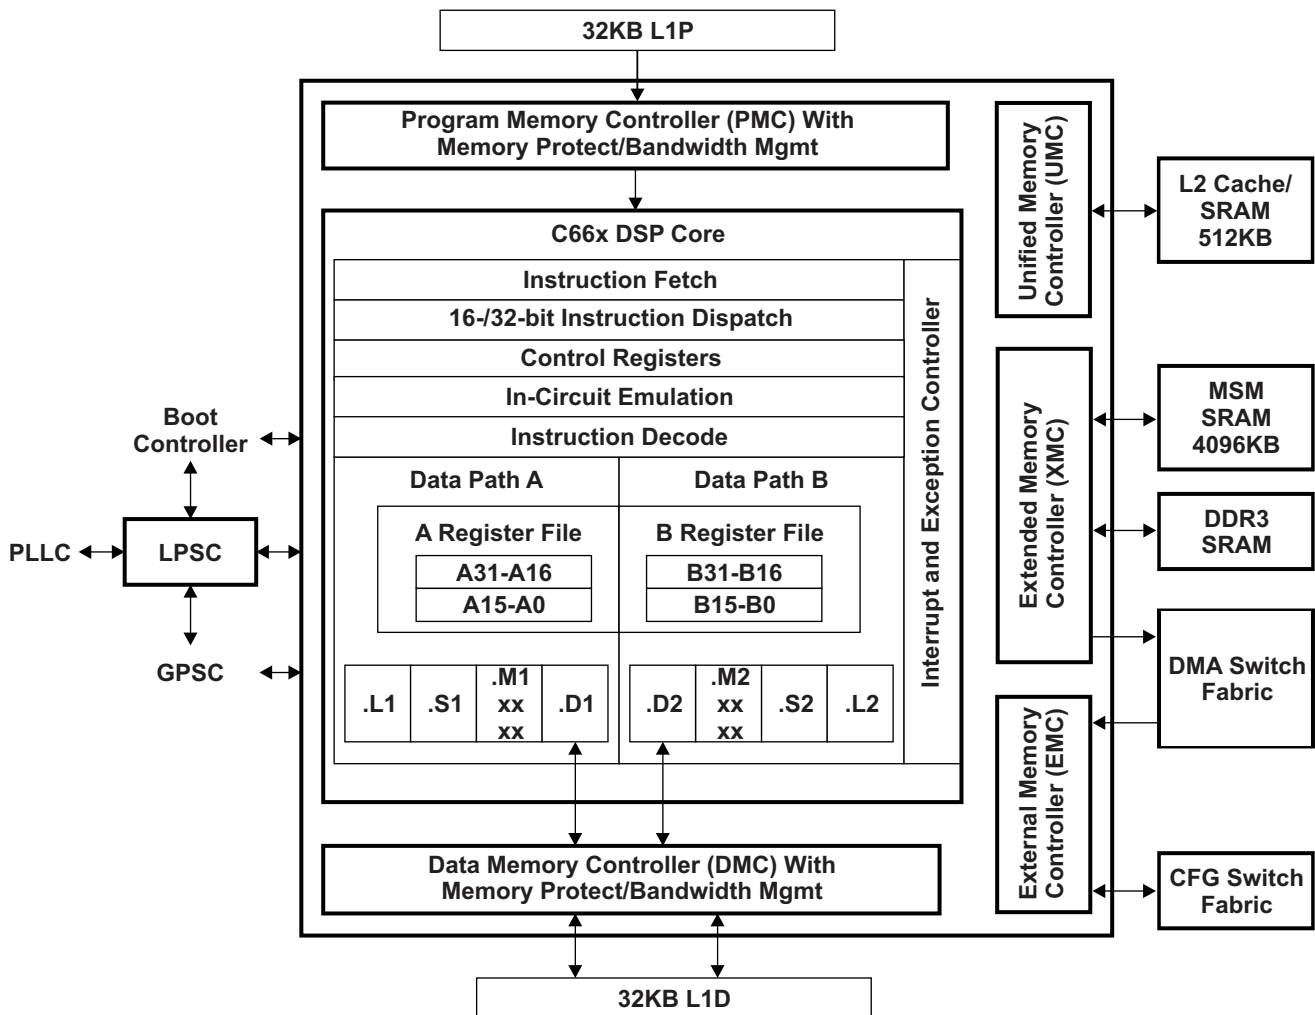 32KB L1P
Program Memory Controller (PMC) With
Memory Protect/Bandwidth Mgmt
C66x DSP Core
Instruction Fetch
16-/32-bit Instruction Dispatch
Control Registers
In-Circuit Emulation
Instruction Decode
Data Path A
Data Path B
A Register File
B Register File
A31-A16
A15-A0
B31-B16
B15-B0
.L1
.S1
.M1
xx
xx
.D1
.D2
.M2
xx
xx
.S2
.L2
Interrupt and Exception Controller
Data Memory Controller (DMC) With
Memory Protect/Bandwidth Mgmt
32KB L1D
Boot
Controller
PLLC
LPSC
GPSC
Unified Memory
Controller (UMC)
Extended Memory
Controller (XMC)
External Memory
Controller (EMC)
L2 Cache/
SRAM
512KB
MSM
SRAM
4096KB
DDR3
SRAM
DMA Switch
Fabric
CFG Switch
Fabric